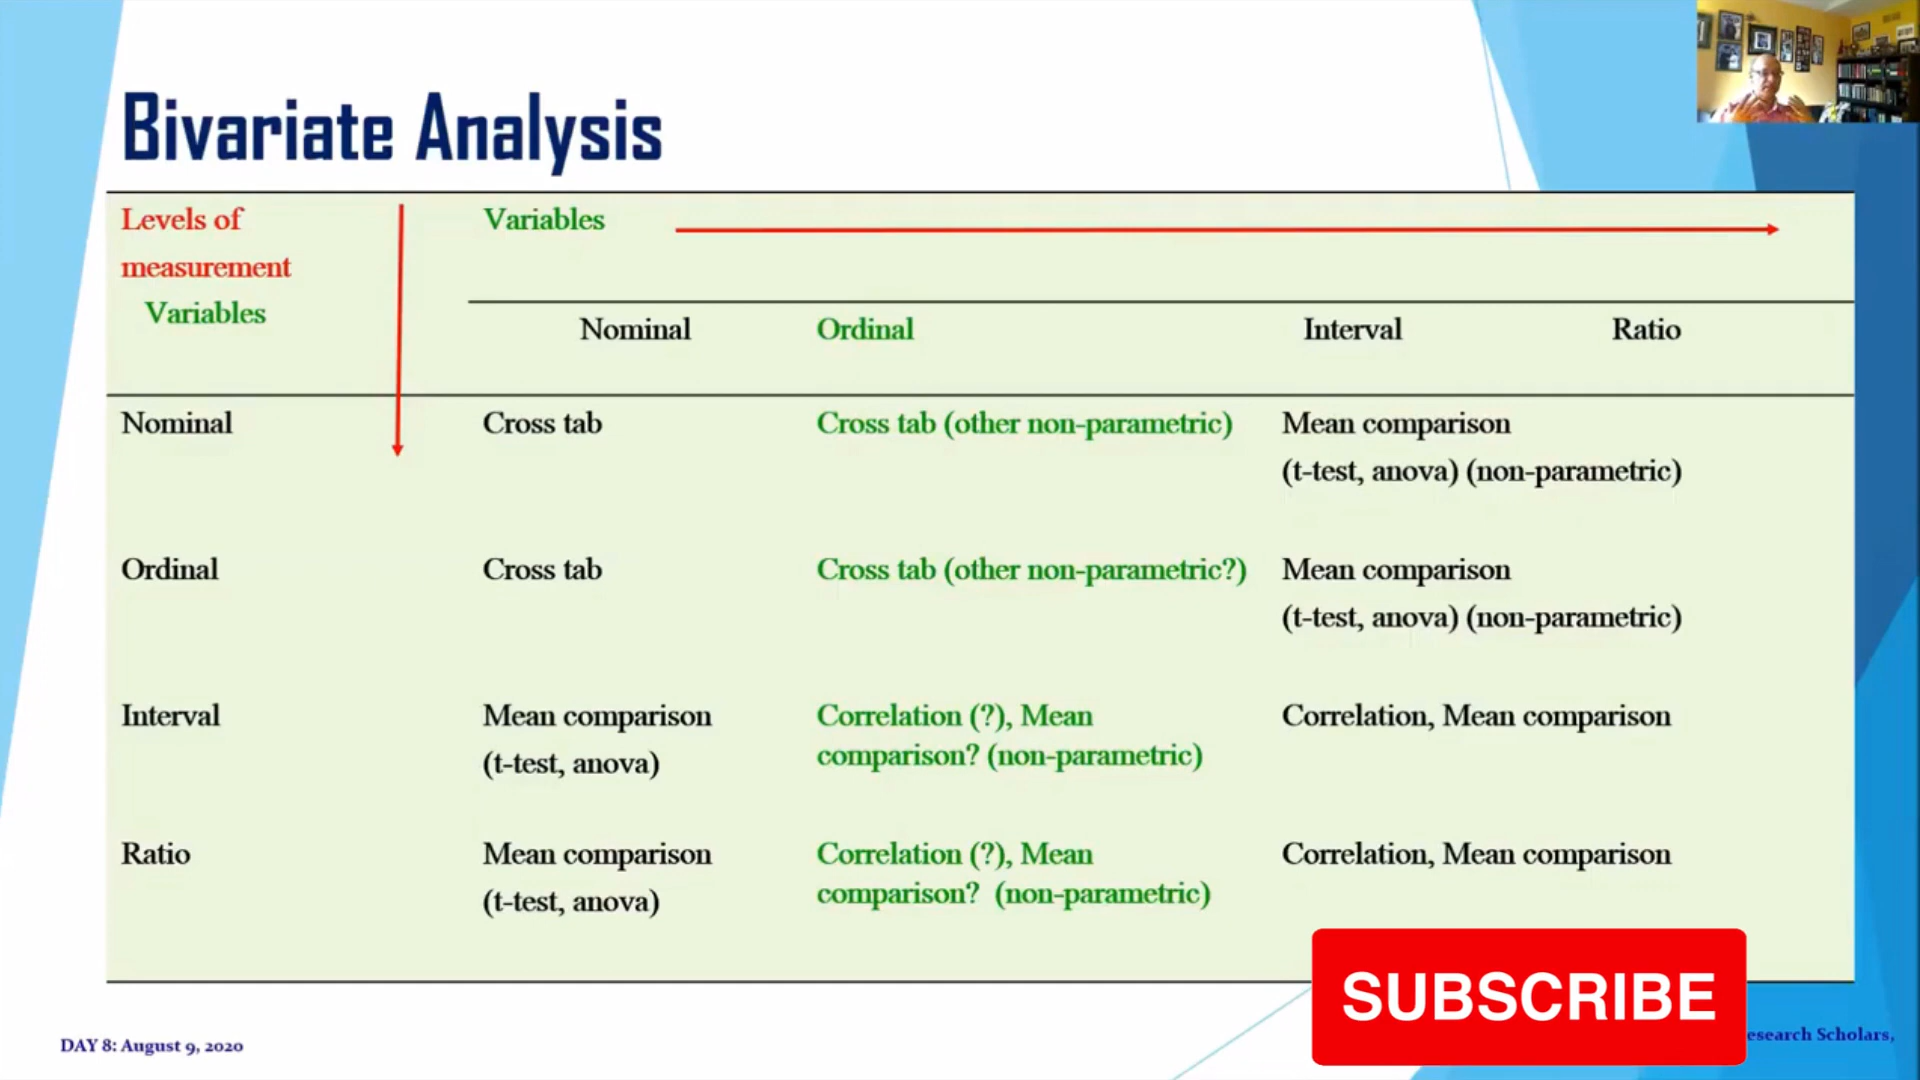 Bivariate Analysis
Levels of
measurement
Variables
Variables
Nominal Ordinal Interval Ratio
Nominal Cross tab Cross tab (other non-parametric) Mean comparison
(t-test, anova) (non-parametric)
Ordinal Cross tab Cross tab (other non-parametric?) Mean comparison
(t-test, anova) (non-parametric)
Interval Mean comparison Correlation (?), Mean Correlation, Mean comparison
(t-test, anova) comparison? (non-parametric)
Ratio Mean comparison Correlation (?), Mean Correlation, Mean comparison
(t-test, anova) comparison? (non-parametric)
SUBSCRIBE
DAY 8: August 9, 2020 esearch Scholars,